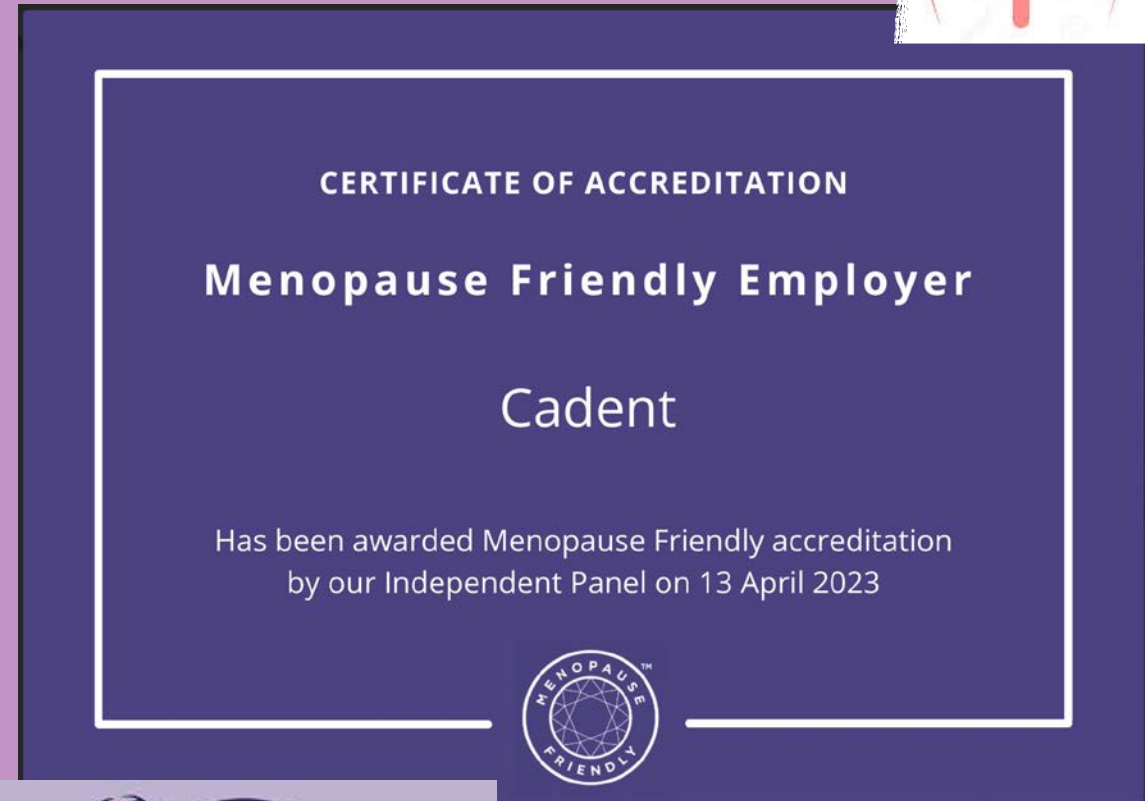 CERTIFICATE OF ACCREDITATION
Menopause Friendly Employer
Cadent
Has been awarded Menopause Friendly accreditation
by our Independent Panel on 13 April 2023
MENOPAUSE ™
FRIENDLY